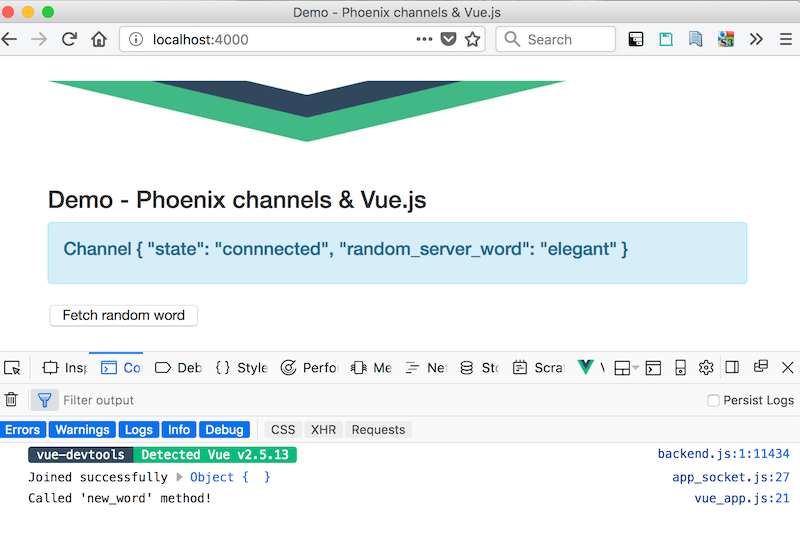 Demo - Phoenix channels & Vue.js
localhost:4000
Search
Demo - Phoenix channels & Vue.js
Channel { "state": "connnected", "random_server_word": "elegant" }
Fetch random word
Insp Co Deb { } Style Perfo Me Net Sto Scra V
Filter output Persist Logs
Errors Warnings Logs Info Debug CSS XHR Requests
vue-devtools Detected Vue v2.5.13 backend.js:1:11434
Joined successfully Object { } app_socket.js:27
Called 'new_word' method! vue_app.js:21